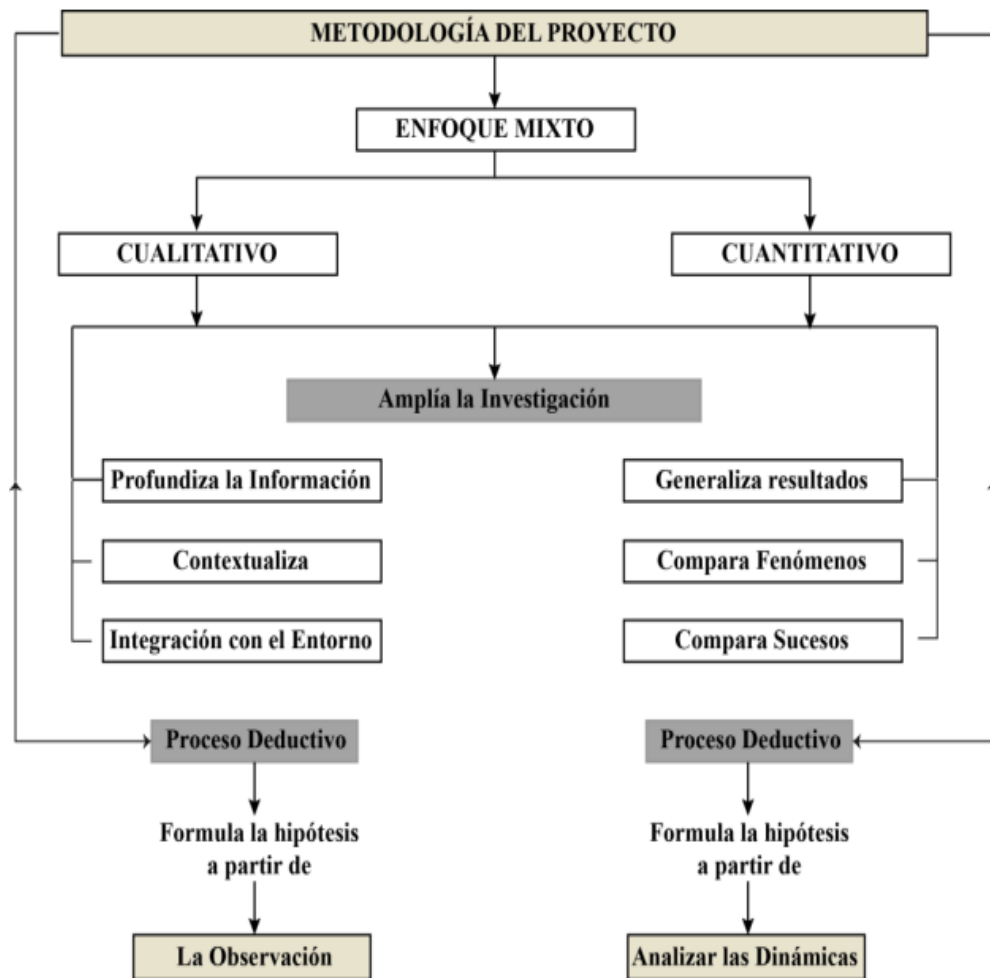 METODOLOGÍA DEL PROYECTO
ENFOQUE MIXTO
CUALITATIVO
CUANTITATIVO
Amplía la Investigación
Profundiza la Información
Generaliza resultados
Contextualiza
Compara Fenómenos
Integración con el Entorno
Compara Sucesos
Proceso Deductivo
Proceso Deductivo
Formula la hipótesis
a partir de
Formula la hipótesis
a partir de
La Observación
Analizar las Dinámicas